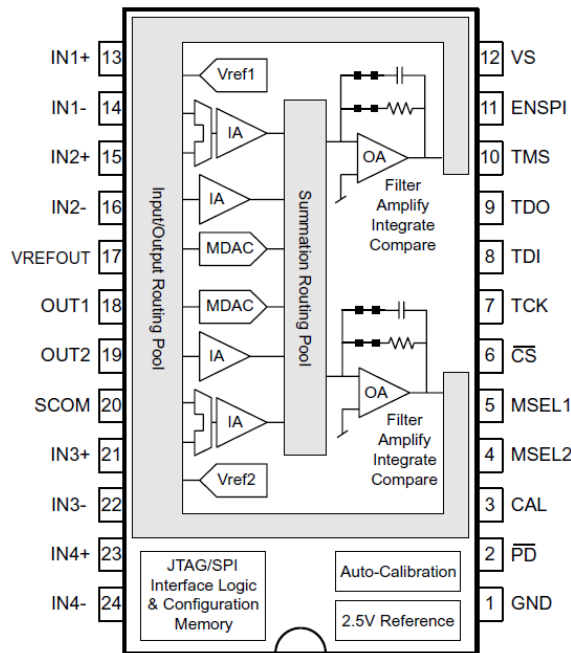 IN1+ 13
IN1- 14
IN2+ 15
IN2- 16
VREFOUT 17
OUT1 18
OUT2 19
SCOM 20
IN3+ 21
IN3- 22
IN4+ 23
IN4- 24
Input/Output Routing Pool
Vref1
IA
IA
MDAC
MDAC
IA
IA
Vref2
Summation Routing Pool
OA
Filter
Amplify
Integrate
Compare
OA
Filter
Amplify
Integrate
Compare
JTAG/SPI
Interface Logic
& Configuration
Memory
Auto-Calibration
2.5V Reference
12 VS
11 ENSPI
10 TMS
9 TDO
8 TDI
7 TCK
6 C̅S̅
5 MSEL1
4 MSEL2
3 CAL
2 P̅D̅
1 GND